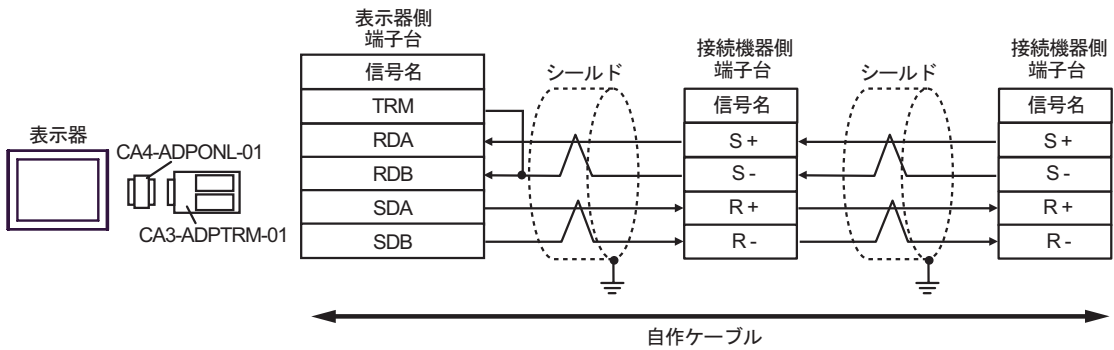 表示器
CA4-ADPONL-01
CA3-ADPTRM-01
表示器側
端子台
信号名
TRM
RDA
RDB
SDA
SDB
シールド
接続機器側
端子台
信号名
S+
S-
R+
R-
シールド
接続機器側
端子台
信号名
S+
S-
R+
R-
自作ケーブル